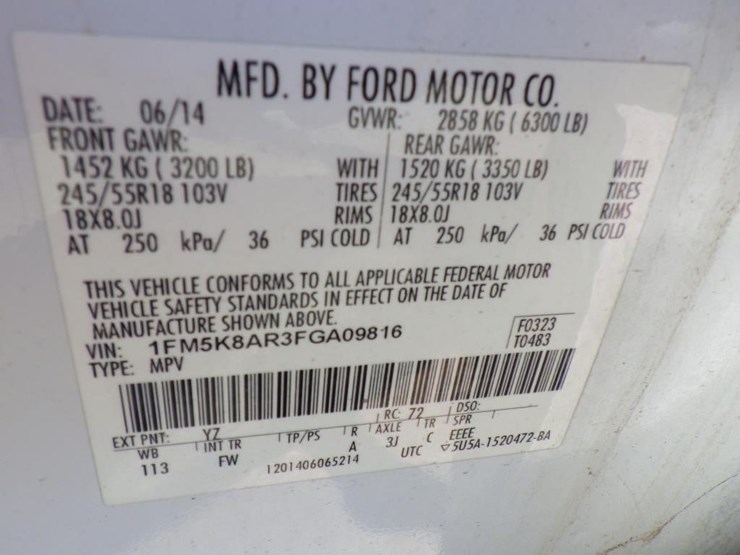 MFD. BY FORD MOTOR CO.
DATE: 06/14 GVWR: 2858 KG ( 6300 LB)
FRONT GAWR: REAR GAWR:
1452 KG ( 3200 LB) WITH 1520 KG ( 3350 LB) WITH
245/55R18 103V TIRES 245/55R18 103V TIRES
18X8.0J RIMS 18X8.0J RIMS
AT 250 kPa/ 36 PSI COLD AT 250 kPa/ 36 PSI COLD
THIS VEHICLE CONFORMS TO ALL APPLICABLE FEDERAL MOTOR
VEHICLE SAFETY STANDARDS IN EFFECT ON THE DATE OF
MANUFACTURE SHOWN ABOVE.
VIN: 1FM5K8AR3FGA09816 F0323
TYPE: MPV T0483
EXT PNT: YZ RC: 72 DSO:
WB INT TR TP/PS R AXLE TR SPR
113 FW A 3J C EEEE
1201406065214 UTC ▽5U5A-1520472-BA